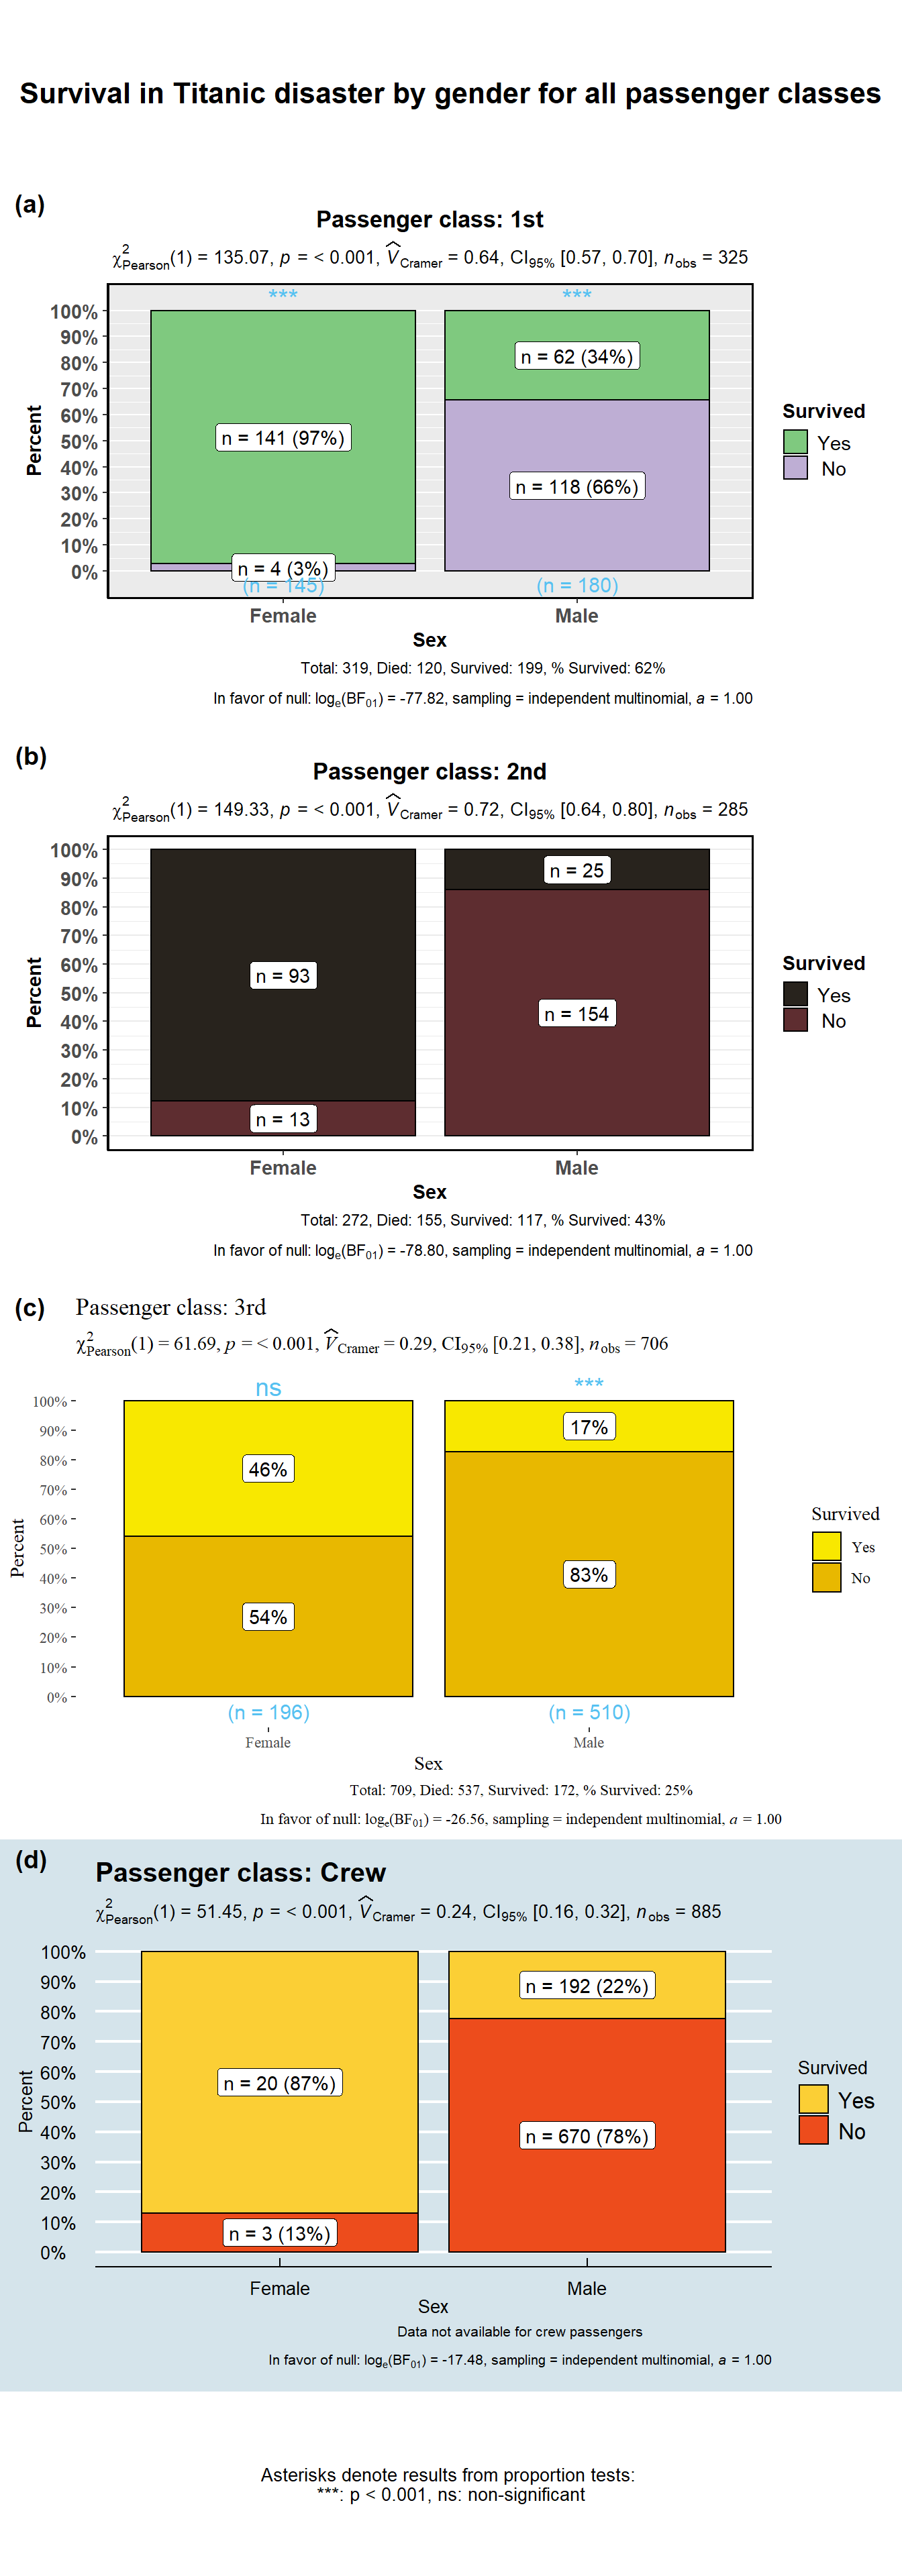 Survival in Titanic disaster by gender for all passenger classes
(a)
Passenger class: 1st
χ²Pearson(1) = 135.07, p = < 0.001, V̂Cramer = 0.64, CI95% [0.57, 0.70], nobs = 325
*** ***
100%
90%
80%
70%
60%
50%
40%
30%
20%
10%
0%
Percent
n = 62 (34%)
n = 141 (97%)
n = 118 (66%)
n = 4 (3%)
(n = 145) (n = 180)
Female Male
Sex
Survived
Yes
No
Total: 319, Died: 120, Survived: 199, % Survived: 62%
In favor of null: loge(BF01) = -77.82, sampling = independent multinomial, a = 1.00
(b)
Passenger class: 2nd
χ²Pearson(1) = 149.33, p = < 0.001, V̂Cramer = 0.72, CI95% [0.64, 0.80], nobs = 285
100%
90%
80%
70%
60%
50%
40%
30%
20%
10%
0%
Percent
n = 25
n = 93
n = 154
n = 13
Female Male
Sex
Survived
Yes
No
Total: 272, Died: 155, Survived: 117, % Survived: 43%
In favor of null: loge(BF01) = -78.80, sampling = independent multinomial, a = 1.00
(c)
Passenger class: 3rd
χ²Pearson(1) = 61.69, p = < 0.001, V̂Cramer = 0.29, CI95% [0.21, 0.38], nobs = 706
ns ***
100%
90%
80%
70%
60%
50%
40%
30%
20%
10%
0%
Percent
17%
46%
83%
54%
(n = 196) (n = 510)
Female Male
Sex
Survived
Yes
No
Total: 709, Died: 537, Survived: 172, % Survived: 25%
In favor of null: loge(BF01) = -26.56, sampling = independent multinomial, a = 1.00
(d)
Passenger class: Crew
χ²Pearson(1) = 51.45, p = < 0.001, V̂Cramer = 0.24, CI95% [0.16, 0.32], nobs = 885
100%
90%
80%
70%
60%
50%
40%
30%
20%
10%
0%
Percent
n = 192 (22%)
n = 20 (87%)
n = 670 (78%)
n = 3 (13%)
Female Male
Sex
Survived
Yes
No
Data not available for crew passengers
In favor of null: loge(BF01) = -17.48, sampling = independent multinomial, a = 1.00
Asterisks denote results from proportion tests:
***: p < 0.001, ns: non-significant